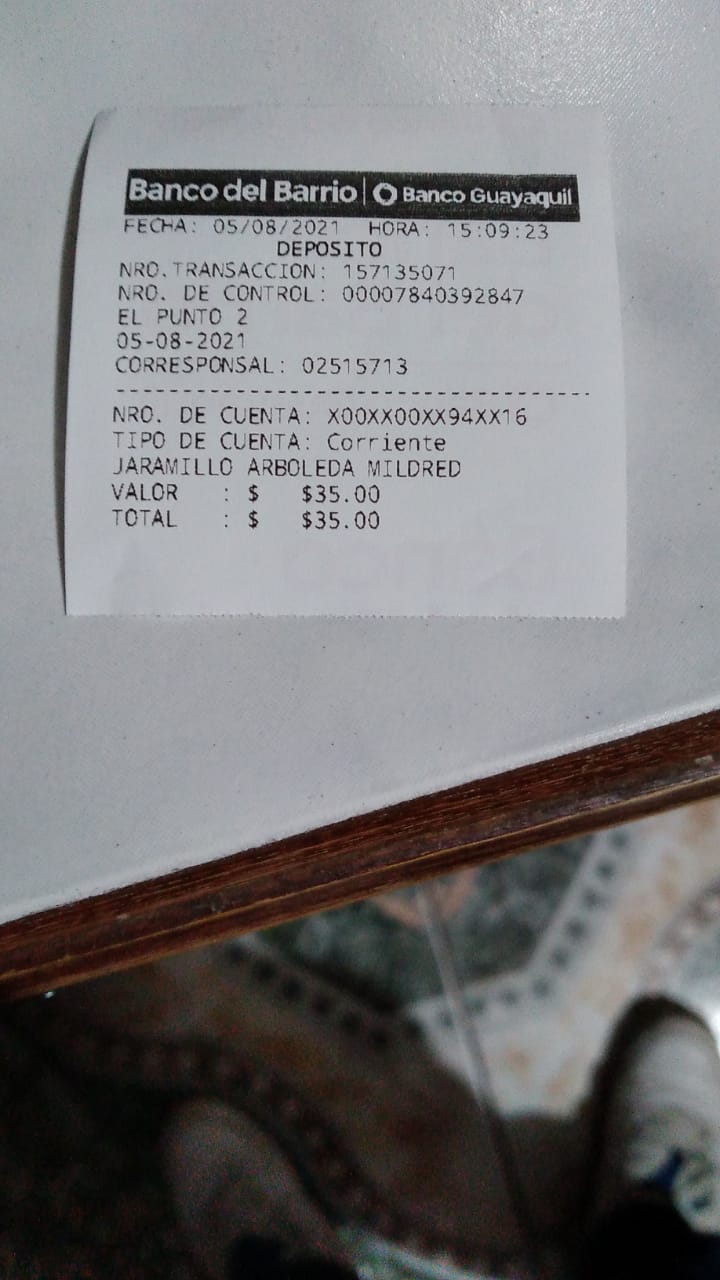 Banco del Barrio | Banco Guayaquil
FECHA: 05/08/2021 HORA: 15:09:23
DEPOSITO
NRO.TRANSACCION: 157135071
NRO. DE CONTROL: 00007840392847
EL PUNTO 2
05-08-2021
CORRESPONSAL: 02515713
------------------------------------
NRO. DE CUENTA: X00XX00XX94XX16
TIPO DE CUENTA: Corriente
JARAMILLO ARBOLEDA MILDRED
VALOR : $ $35.00
TOTAL : $ $35.00